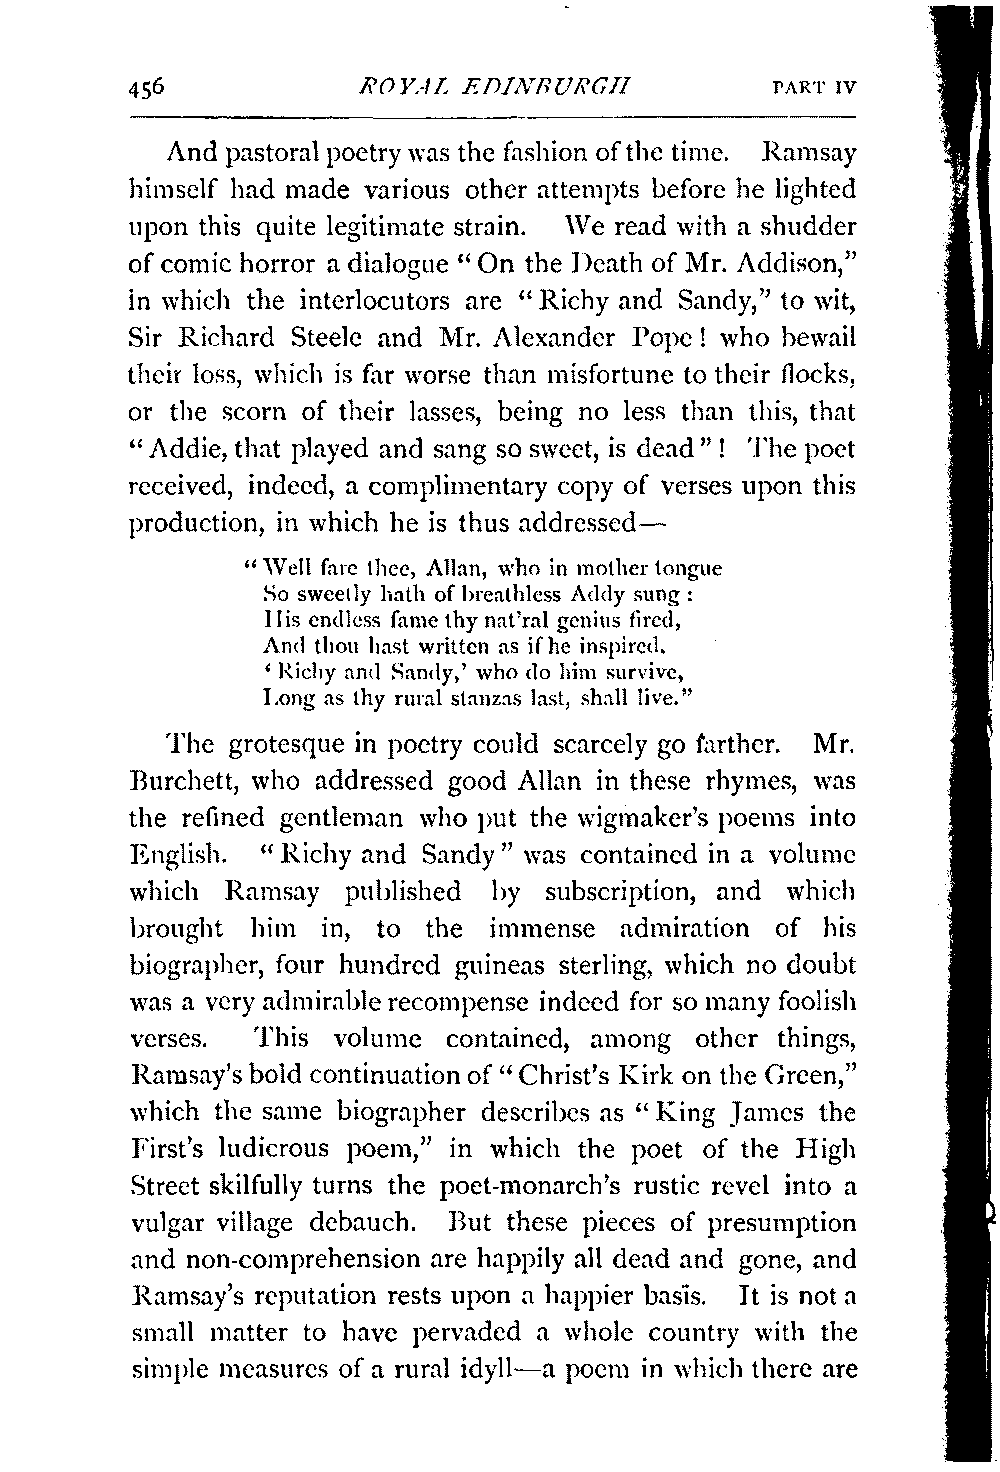 456 ROYAL EDINBURGH PART IV
And pastoral poetry was the fashion of the time. Ramsay
himself had made various other attempts before he lighted
upon this quite legitimate strain. We read with a shudder
of comic horror a dialogue “On the Death of Mr. Addison,”
in which the interlocutors are “Richy and Sandy,” to wit,
Sir Richard Steele and Mr. Alexander Pope! who bewail
their loss, which is far worse than misfortune to their flocks,
or the scorn of their lasses, being no less than this, that
“Addie, that played and sang so sweet, is dead”! The poet
received, indeed, a complimentary copy of verses upon this
production, in which he is thus addressed—
“Well fare thee, Allan, who in mother tongue
So sweetly hath of breathless Addy sung:
His endless fame thy nat’ral genius fired,
And thou hast written as if he inspired.
‘Richy and Sandy,’ who do him survive,
Long as thy rural stanzas last, shall live.”
The grotesque in poetry could scarcely go farther. Mr.
Burchett, who addressed good Allan in these rhymes, was
the refined gentleman who put the wigmaker’s poems into
English. “Richy and Sandy” was contained in a volume
which Ramsay published by subscription, and which
brought him in, to the immense admiration of his
biographer, four hundred guineas sterling, which no doubt
was a very admirable recompense indeed for so many foolish
verses. This volume contained, among other things,
Ramsay’s bold continuation of “Christ’s Kirk on the Green,”
which the same biographer describes as “King James the
First’s ludicrous poem,” in which the poet of the High
Street skilfully turns the poet-monarch’s rustic revel into a
vulgar village debauch. But these pieces of presumption
and non-comprehension are happily all dead and gone, and
Ramsay’s reputation rests upon a happier basis. It is not a
small matter to have pervaded a whole country with the
simple measures of a rural idyll—a poem in which there are